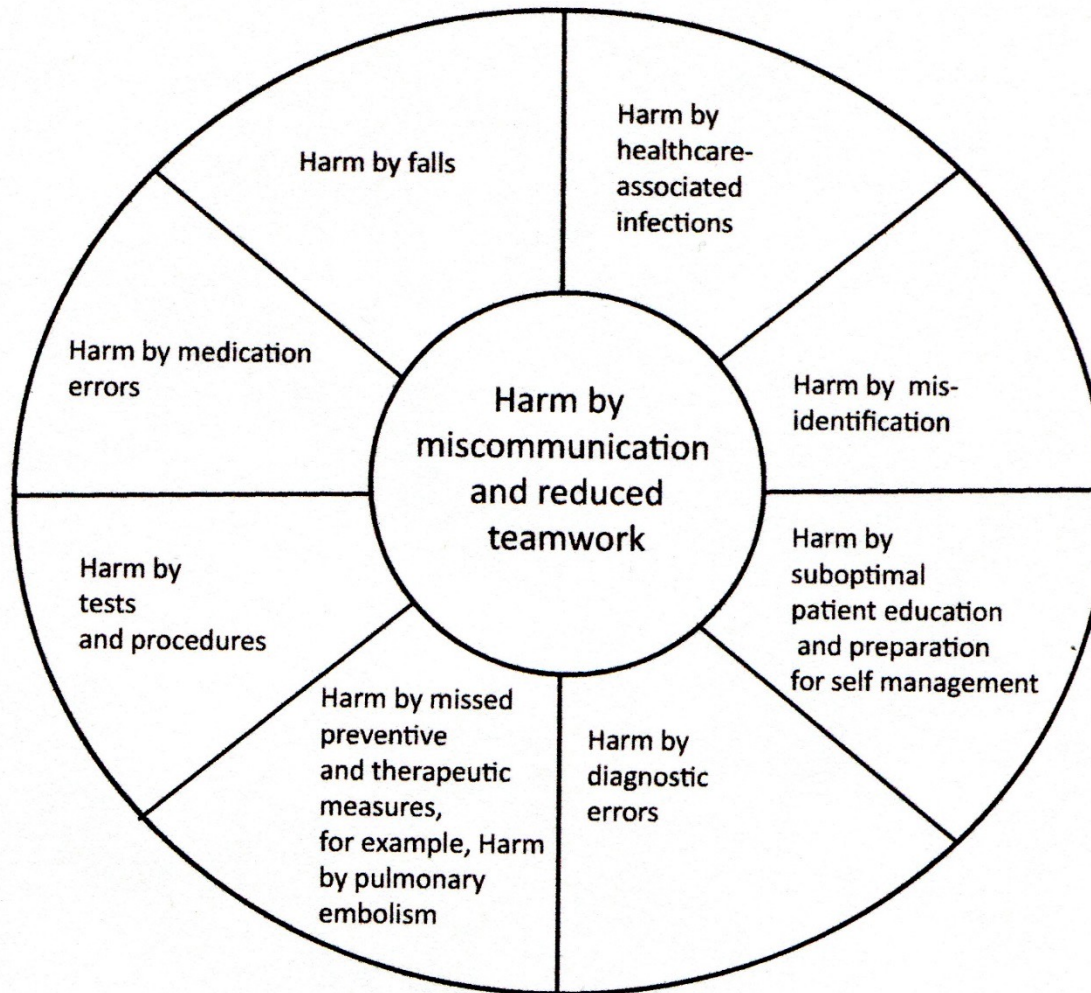 Harm by falls
Harm by
healthcare-
associated
infections
Harm by medication
errors
Harm by
miscommunication
and reduced
teamwork
Harm by mis-
identification
Harm by
tests
and procedures
Harm by
suboptimal
patient education
and preparation
for self management
Harm by missed
preventive
and therapeutic
measures,
for example, Harm
by pulmonary
embolism
Harm by
diagnostic
errors